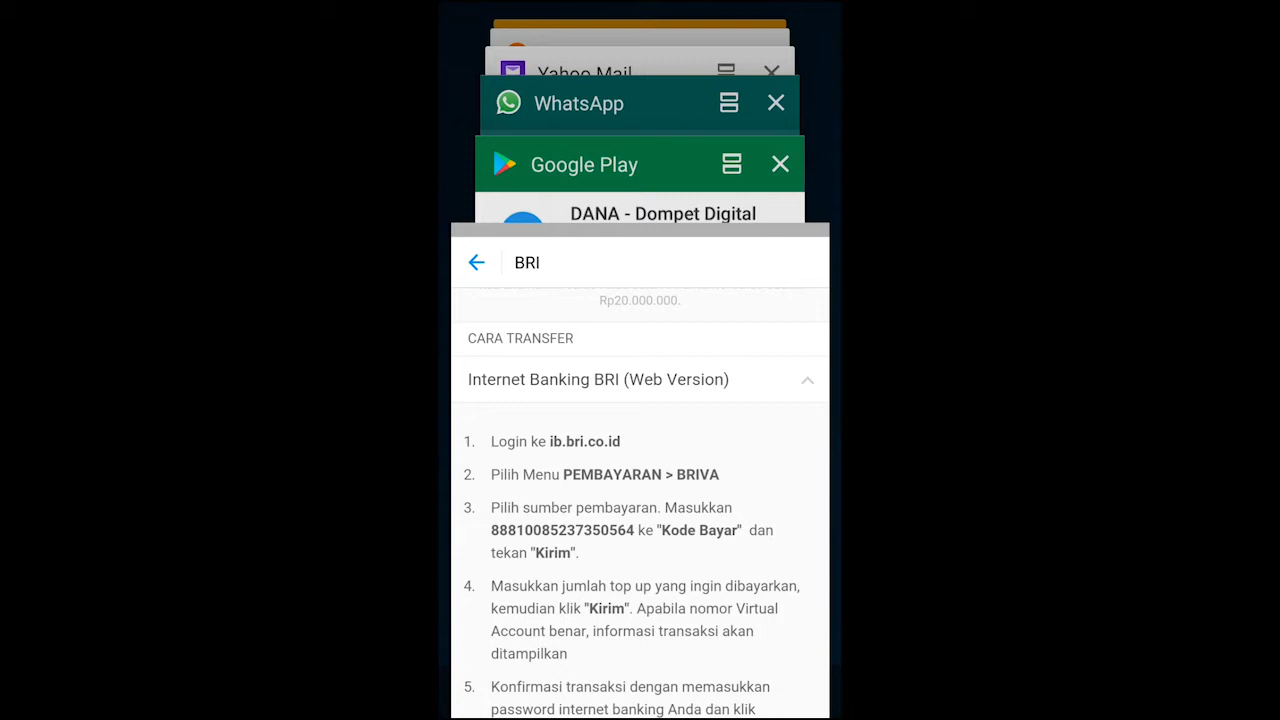 Yahoo Mail
WhatsApp
Google Play
DANA - Dompet Digital
BRI
Rp20.000.000.
CARA TRANSFER
Internet Banking BRI (Web Version)
1. Login ke ib.bri.co.id
2. Pilih Menu PEMBAYARAN > BRIVA
3. Pilih sumber pembayaran. Masukkan
88810085237350564 ke "Kode Bayar" dan
tekan "Kirim".
4. Masukkan jumlah top up yang ingin dibayarkan,
kemudian klik "Kirim". Apabila nomor Virtual
Account benar, informasi transaksi akan
ditampilkan
5. Konfirmasi transaksi dengan memasukkan
password internet banking Anda dan klik